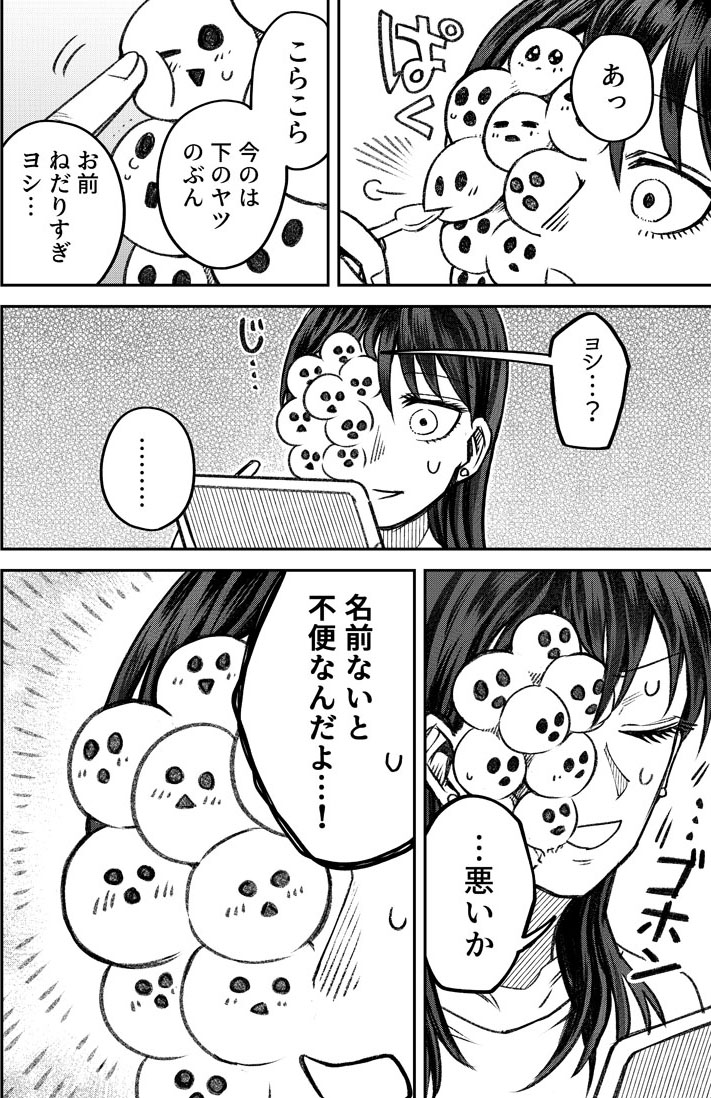 あっ
ぱく
こらこら
今のは
下のヤツ
のぶん
お前
ねだりすぎ
ヨシ…
ヨシ…？
じ…
………
…悪いか
…ゴホン
名前ないと
不便なんだよ…！